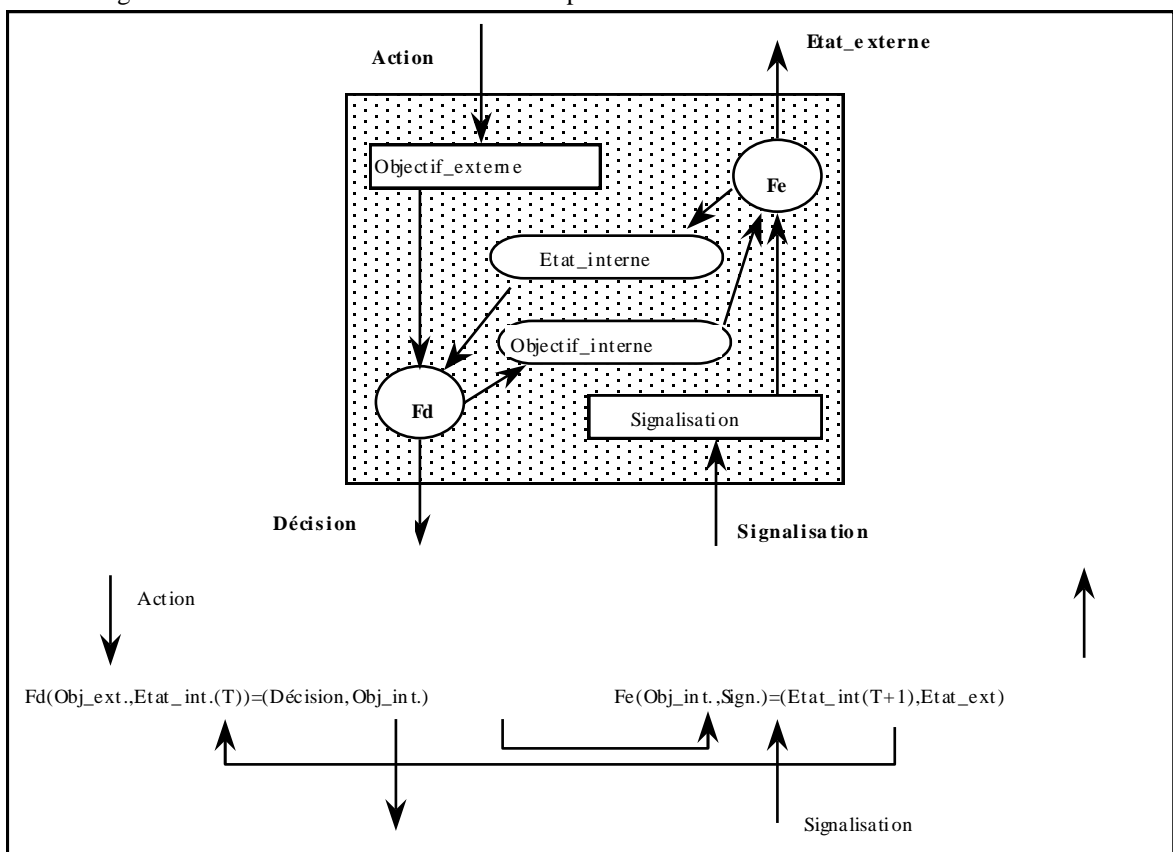 Action
Etat_externe
Objectif_externe
Fe
Etat_interne
Objectif_interne
Fd
Signalisation
Décision
Signalisation
Action
Fd(Obj_ext.,Etat_int.(T))=(Décision,Obj_int.)
Fe(Obj_int.,Sign.)=(Etat_int(T+1),Etat_ext)
Signalisation